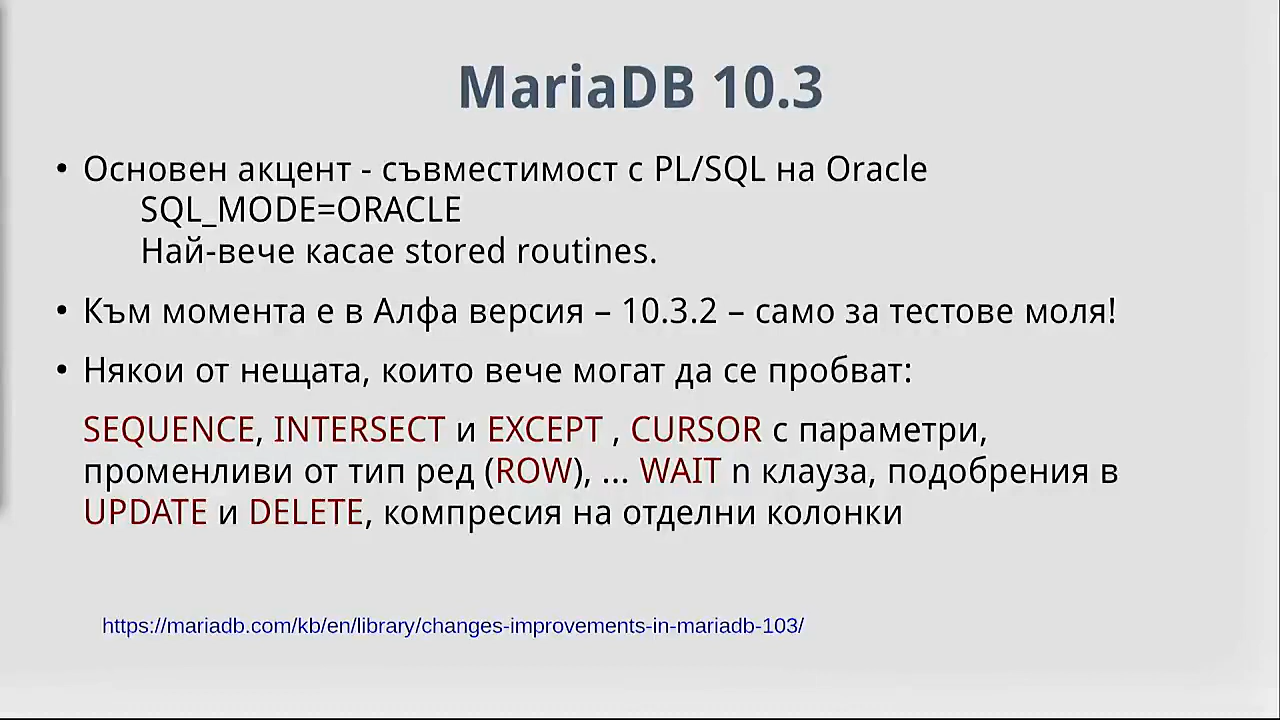 MariaDB 10.3
• Основен акцент - съвместимост с PL/SQL на Oracle
SQL_MODE=ORACLE
Най-вече касае stored routines.
• Към момента е в Алфа версия – 10.3.2 – само за тестове моля!
• Някои от нещата, които вече могат да се пробват:
SEQUENCE, INTERSECT и EXCEPT , CURSOR с параметри,
променливи от тип ред (ROW), ... WAIT n клауза, подобрения в
UPDATE и DELETE, компресия на отделни колонки
https://mariadb.com/kb/en/library/changes-improvements-in-mariadb-103/